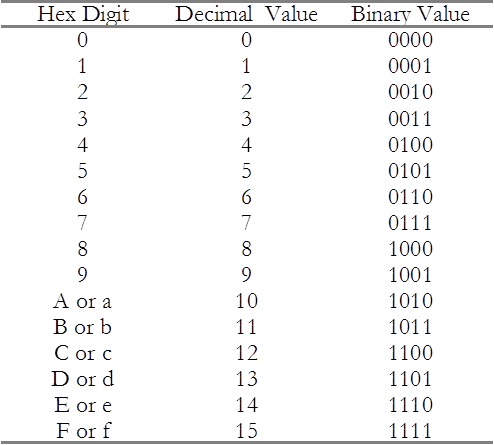 Hex Digit Decimal Value Binary Value
0 0 0000
1 1 0001
2 2 0010
3 3 0011
4 4 0100
5 5 0101
6 6 0110
7 7 0111
8 8 1000
9 9 1001
A or a 10 1010
B or b 11 1011
C or c 12 1100
D or d 13 1101
E or e 14 1110
F or f 15 1111